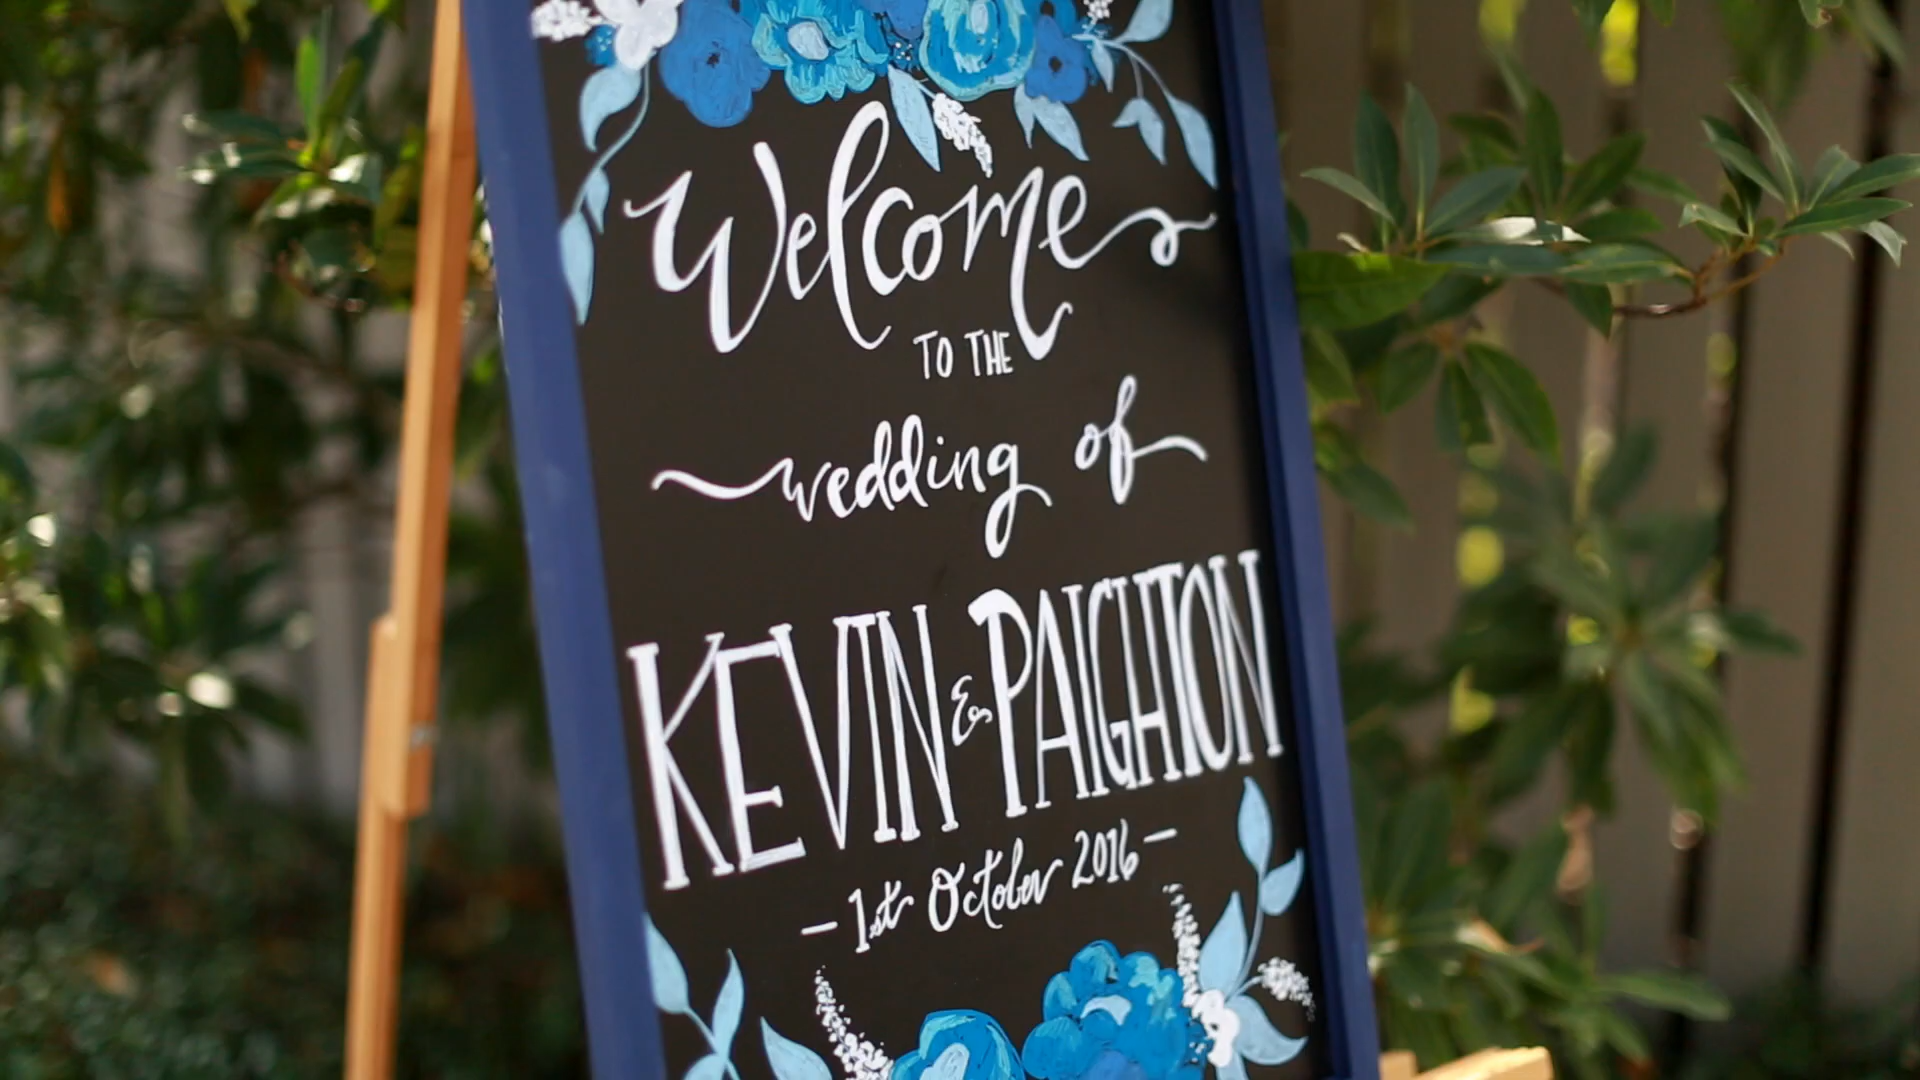 Welcome
TO THE
wedding of
KEVIN & PAIGHTON
- 1st October 2016 -